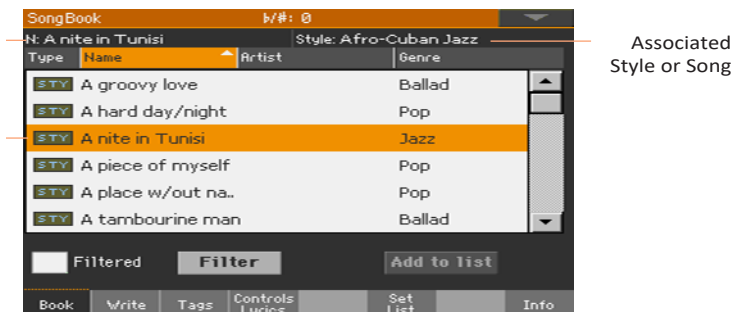 SongBook ♭/#: 0
N: A nite in Tunisi Style: Afro-Cuban Jazz
Associated
Style or Song
Type Name Artist Genre
STY A groovy love Ballad
STY A hard day/night Pop
STY A nite in Tunisi Jazz
STY A piece of myself Pop
STY A place w/out na.. Pop
STY A tambourine man Ballad
Filtered Filter Add to list
Book Write Tags Controls Lyrics Set List Info